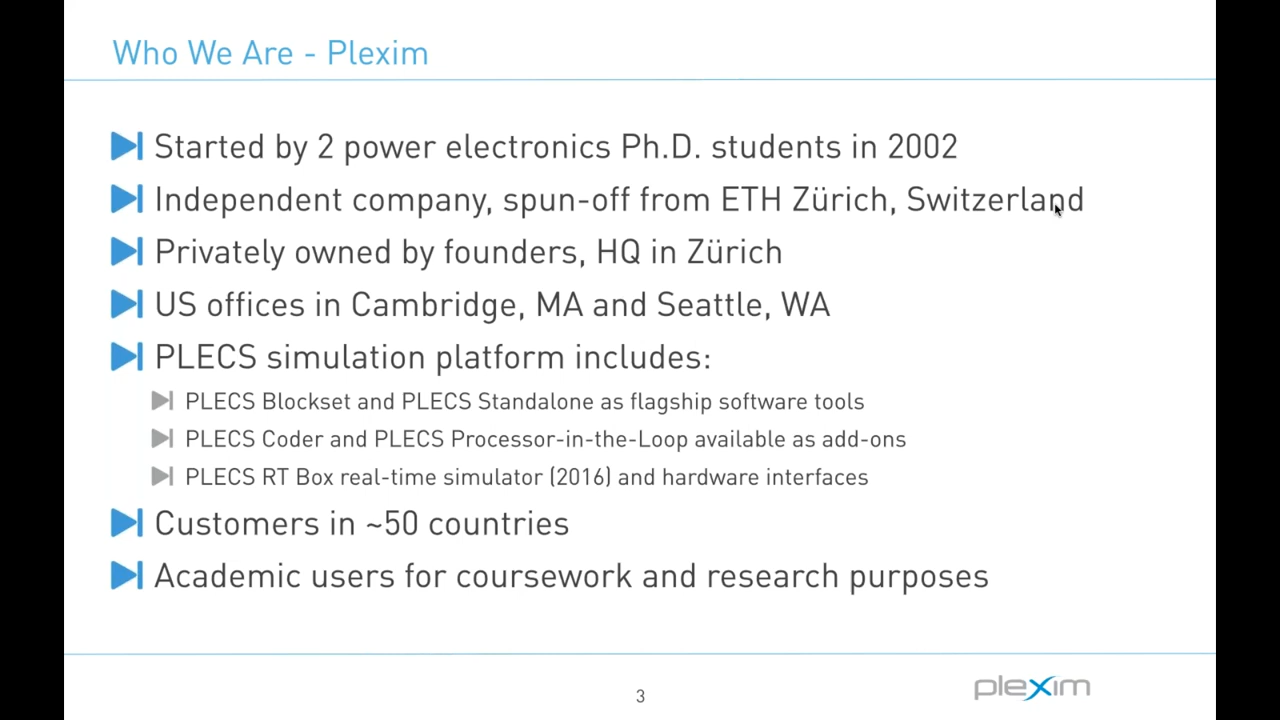 Who We Are - Plexim
Started by 2 power electronics Ph.D. students in 2002
Independent company, spun-off from ETH Zürich, Switzerland
Privately owned by founders, HQ in Zürich
US offices in Cambridge, MA and Seattle, WA
PLECS simulation platform includes:
PLECS Blockset and PLECS Standalone as flagship software tools
PLECS Coder and PLECS Processor-in-the-Loop available as add-ons
PLECS RT Box real-time simulator (2016) and hardware interfaces
Customers in ~50 countries
Academic users for coursework and research purposes
3
plexim